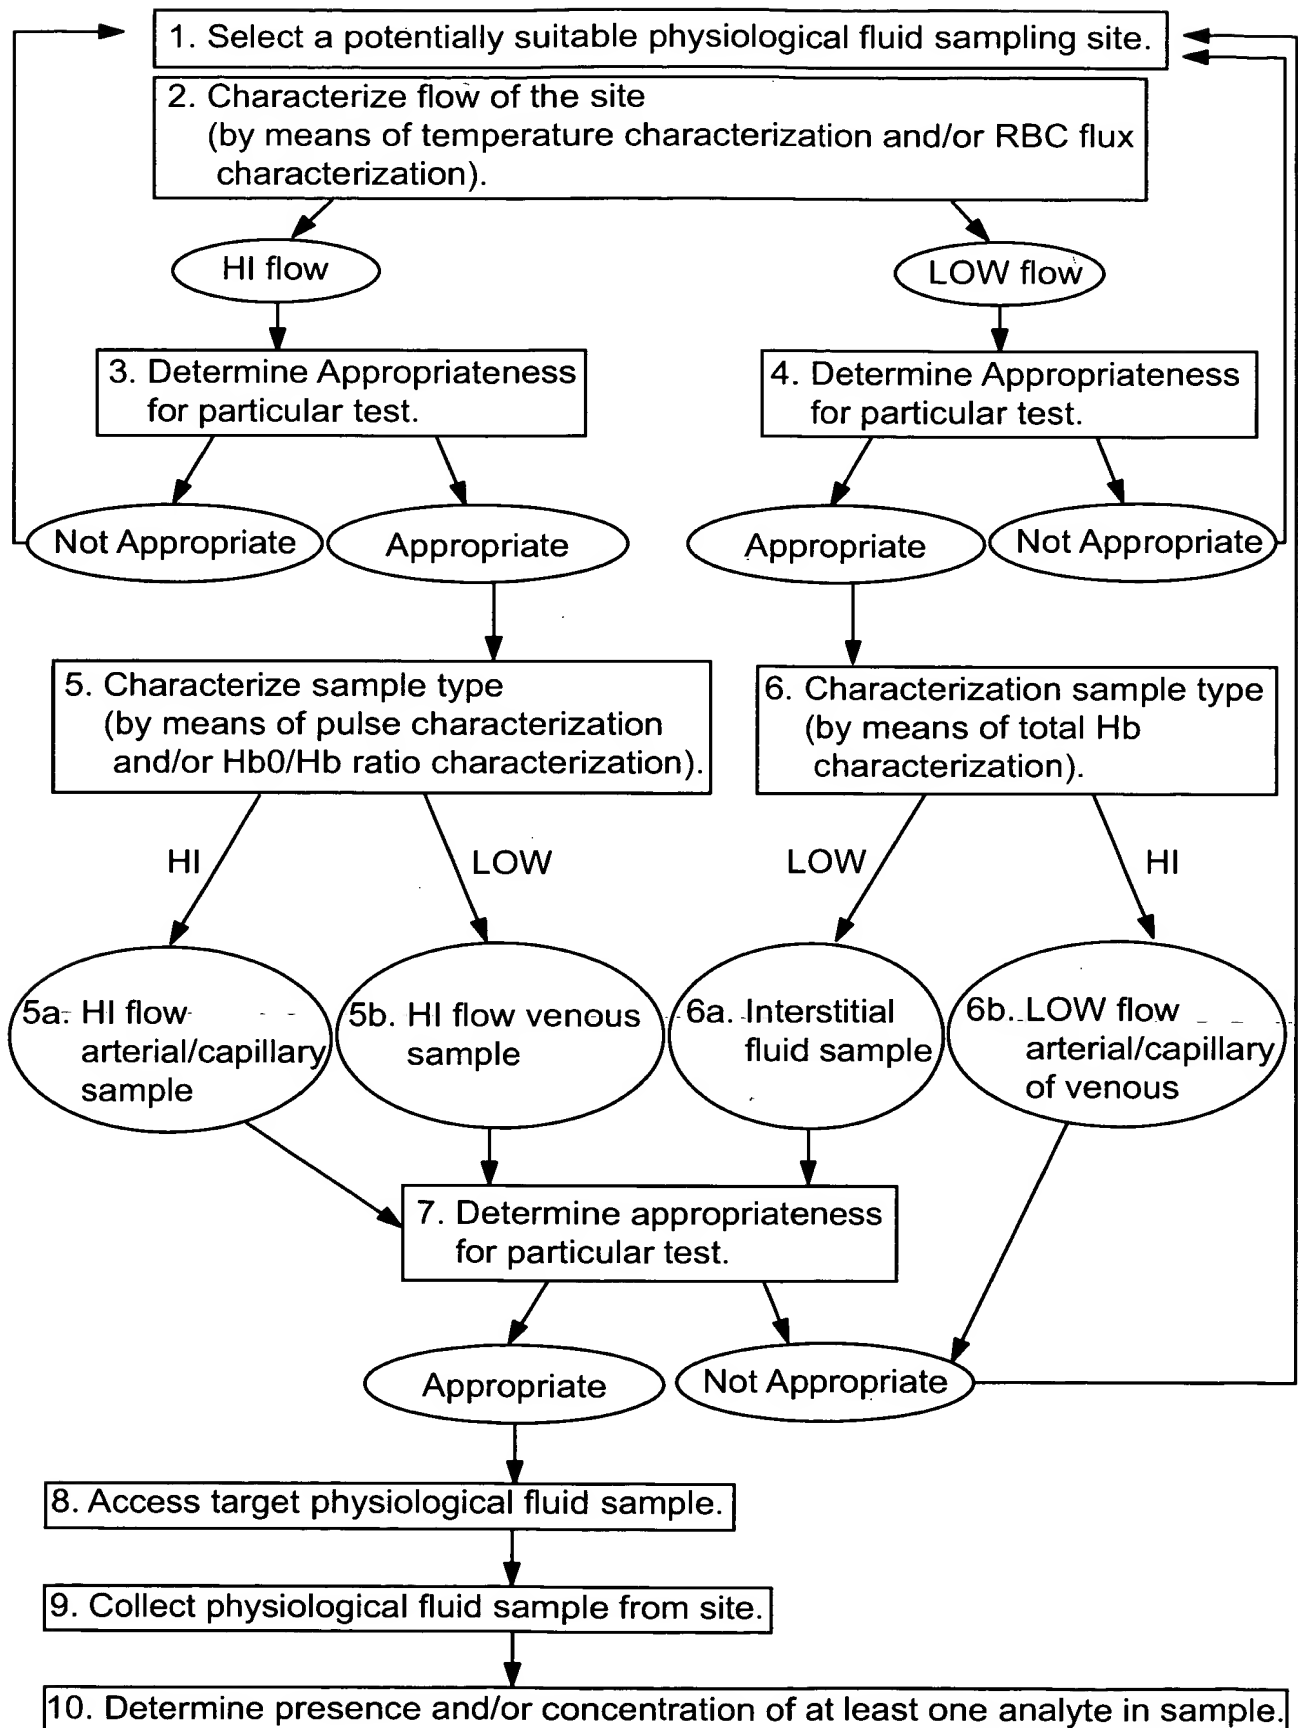 1. Select a potentially suitable physiological fluid sampling site.
2. Characterize flow of the site
(by means of temperature characterization and/or RBC flux
characterization).
HI flow
LOW flow
3. Determine Appropriateness
for particular test.
4. Determine Appropriateness
for particular test.
Not Appropriate
Appropriate
Appropriate
Not Appropriate
5. Characterize sample type
(by means of pulse characterization
and/or Hb0/Hb ratio characterization).
6. Characterization sample type
(by means of total Hb
characterization).
HI
LOW
LOW
HI
5a. HI flow
arterial/capillary
sample
5b. HI flow venous
sample
6a. Interstitial
fluid sample
6b. LOW flow
arterial/capillary
of venous
7. Determine appropriateness
for particular test.
Appropriate
Not Appropriate
8. Access target physiological fluid sample.
9. Collect physiological fluid sample from site.
10. Determine presence and/or concentration of at least one analyte in sample.